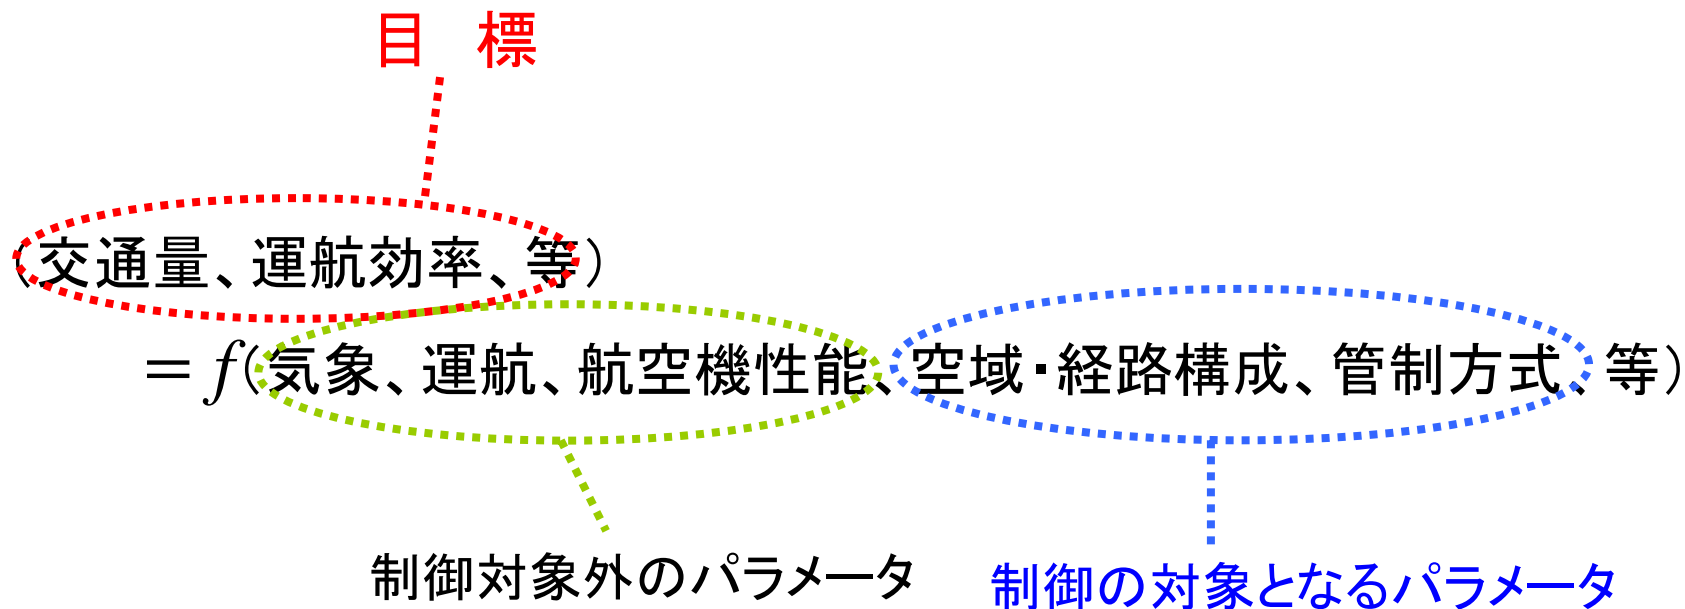 目　標
(交通量、運航効率、等)
= f(気象、運航、航空機性能、空域・経路構成、管制方式、等)
制御対象外のパラメータ
制御の対象となるパラメータ